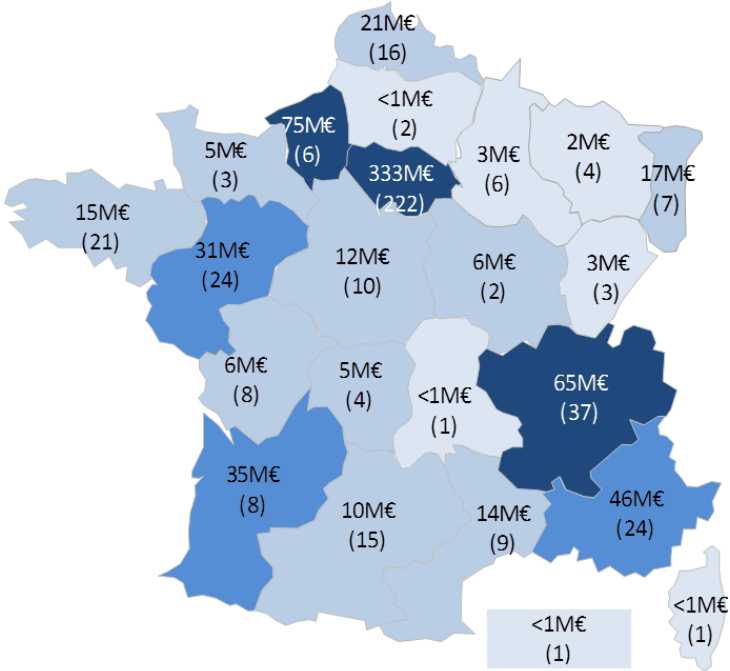 21M€
(16)
<1M€
(2)
75M€
(6)
333M€
(222)
3M€
(6)
2M€
(4)
17M€
(7)
5M€
(3)
15M€
(21)
31M€
(24)
12M€
(10)
6M€
(2)
3M€
(3)
6M€
(8)
5M€
(4)
<1M€
(1)
65M€
(37)
35M€
(8)
10M€
(15)
14M€
(9)
46M€
(24)
<1M€
(1)
<1M€
(1)